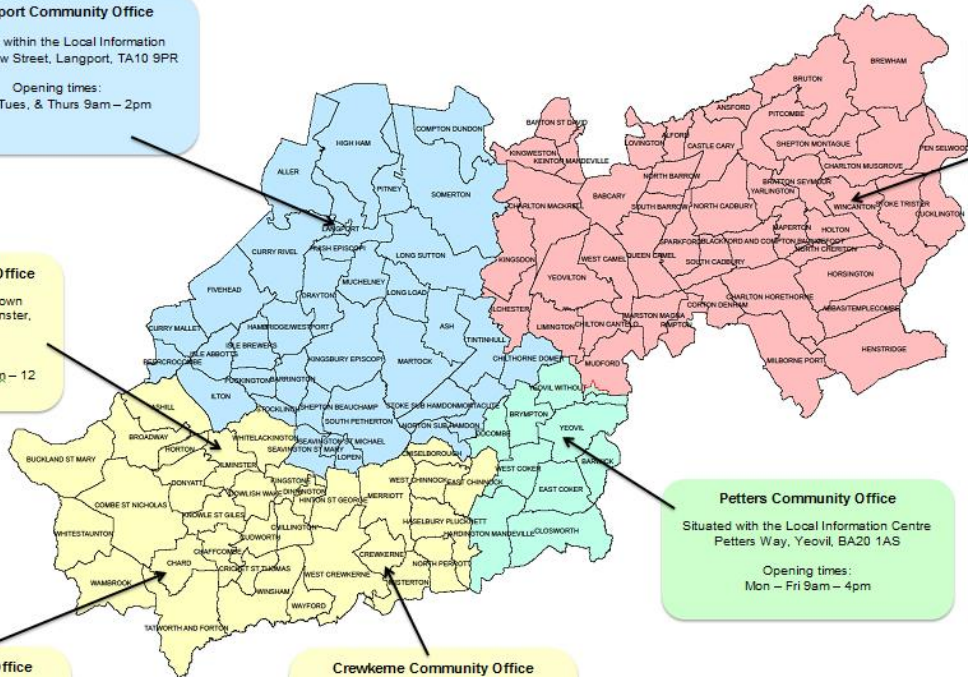 port Community Office
within the Local Information
w Street, Langport, TA10 9PR
Opening times:
Tues, & Thurs 9am – 2pm
BREWHAM
BRUTON
ANSFORD
PITCOMBE
BARTON ST DAVID
ALFORD
LOVINGTON
CASTLE CARY
SHEPTON MONTAGUE
PEN SELWOOD
COMPTON DUNDON
HIGH HAM
KINGWESTON
KEINTON MANDEVILLE
CHARLTON MUSGROVE
ALLER
PITNEY
SOMERTON
NORTH BARROW
BRATTON SEYMOUR
YARLINGTON
BABCARY
CHARLTON MACKRELL
SOUTH BARROW
NORTH CADBURY
WINCANTON
STOKE TRISTER
CUCKLINGTON
LANGPORT
HUISH EPISCOPI
MAPERTON
HOLTON
CURRY RIVEL
LONG SUTTON
SPARKFORD
BLACKFORD AND COMPTON PAUNCEFOOT
NORTH CHERITON
KINGSDON
WEST CAMEL
QUEEN CAMEL
SOUTH CADBURY
MUCHELNEY
YEOVILTON
HORSINGTON
FIVEHEAD
DRAYTON
LONG LOAD
CHARLTON HORETHORNE
CORTON DENHAM
ABBAS/TEMPLECOMBE
ILCHESTER
MARSTON MAGNA
CURRY MALLET
HAMBRIDGE/WESTPORT
ASH
LIMINGTON
CHILTON CANTELO
RIMPTON
ISLE BREWERS
TINTINHULL
ISLE ABBOTTS
HENSTRIDGE
BEERCROCOMBE
KINGSBURY EPISCOPI
MARTOCK
CHILTHORNE DOMER
MUDFORD
MILBORNE PORT
PUCKINGTON
BARRINGTON
YEOVIL WITHOUT
ILTON
STOCKLINCH
SHEPTON BEAUCHAMP
STOKE SUB HAMDON
MONTACUTE
ASHILL
SOUTH PETHERTON
BRYMPTON
NORTON SUB HAMDON
YEOVIL
BROADWAY
WHITELACKINGTON
SEAVINGTON ST MICHAEL
ODCOMBE
HORTON
SEAVINGTON ST MARY
LOPEN
CHISELBOROUGH
BUCKLAND ST MARY
ILMINSTER
BARWICK
WEST COKER
DONYATT
KINGSTONE
WEST CHINNOCK
EAST CHINNOCK
DOWLISH WAKE
DINNINGTON
HINTON ST GEORGE
MERRIOTT
EAST COKER
COMBE ST NICHOLAS
KNOWLE ST GILES
HASELBURY PLUCKNETT
CUDWORTH
CHILLINGTON
HARDINGTON MANDEVILLE
CLOSWORTH
WHITESTAUNTON
CHAFFCOMBE
CREWKERNE
CHARD
CRICKET ST THOMAS
NORTH PERROTT
WEST CREWKERNE
MISTERTON
WAMBROOK
WINSHAM
WAYFORD
TATWORTH AND FORTON
Office
own
nster,
– 12
Petters Community Office
Situated with the Local Information Centre
Petters Way, Yeovil, BA20 1AS
Opening times:
Mon – Fri 9am – 4pm
Office
Crewkerne Community Office